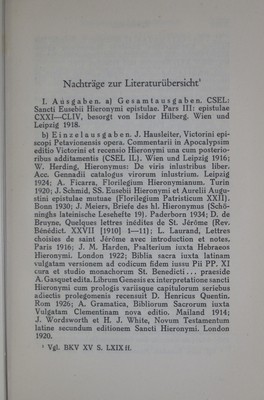 Nachträge zur Literaturübersicht¹
I. Ausgaben. a) Gesamtausgaben. CSEL:
Sancti Eusebii Hieronymi epistulae. Pars III: epistulae
CXXI—CLIV, besorgt von Isidor Hilberg. Wien und
Leipzig 1918.
b) Einzelausgaben. J. Hausleiter, Victorini epi-
scopi Petavionensis opera. Commentarii in Apocalypsim
editio Victorini et recensio Hieronymi una cum posterio-
ribus additamentis (CSEL IL). Wien und Leipzig 1916;
W. Herding, Hieronymus: De viris inlustribus liber.
Acc. Gennadii catalogus virorum inlustrium. Leipzig
1924; A. Ficarra, Florilegium Hieronymianum. Turin
1920; J. Schmid, SS. Eusebii Hieronymi et Aurelii Augu-
stini epistulae mutuae (Florilegium Patristicum XXII).
Bonn 1930; J. Meiers, Briefe des hl. Hieronymus (Schö-
ninghs lateinische Lesehefte 19). Paderborn 1934; D. de
Bruyne, Quelques lettres inédites de St. Jérôme (Rev.
Bénédict. XXVII [1910] 1—11); L. Laurand, Lettres
choisies de saint Jérôme avec introduction et notes.
Paris 1916; J. M. Harden, Psalterium iuxta Hebraeos
Hieronymi. London 1922; Biblia sacra iuxta latinam
vulgatam versionem ad codicum fidem iussu Pii PP. XI
cura et studio monachorum St. Benedicti... praeside
A. Gasquet edita. Librum Genesis ex interpretatione sancti
Hieronymi cum prologis variisque capitulorum seriebus
adiectis prolegomenis recensuit D. Henricus Quentin.
Rom 1926; A. Gramatica, Bibliorum Sacrorum iuxta
Vulgatam Clementinam nova editio. Mailand 1914;
J. Wordsworth et H. J. White, Novum Testamentum
latine secundum editionem Sancti Hieronymi. London
1920.
¹ Vgl. BKV XV S. LXIX ff.